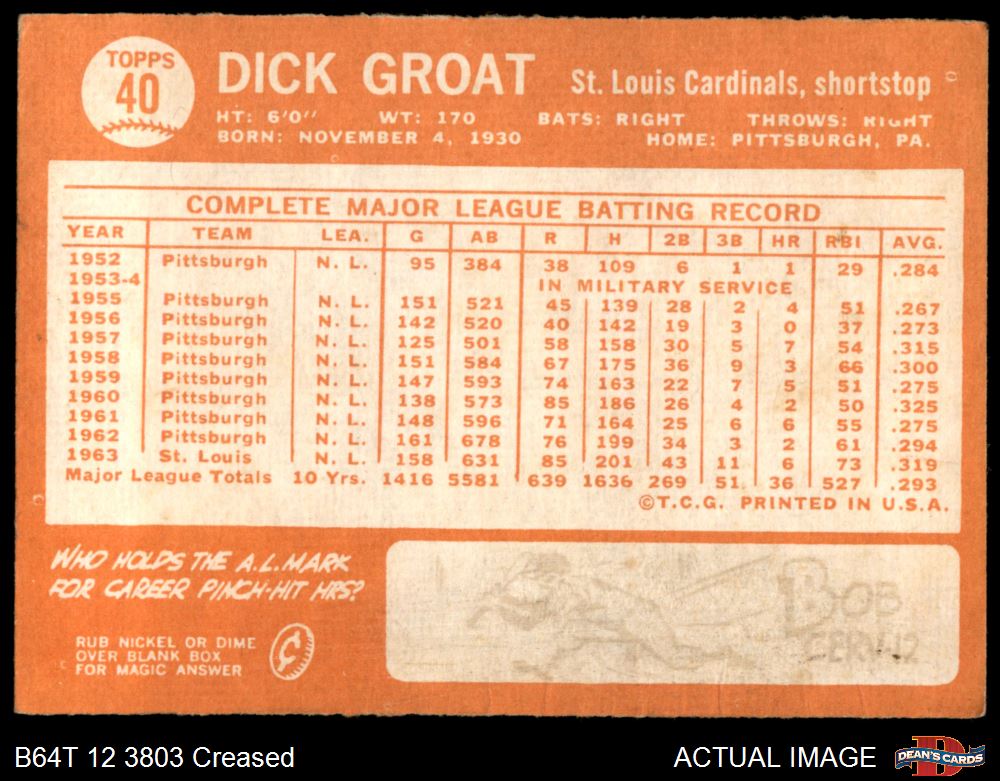 TOPPS
40
DICK GROAT St. Louis Cardinals, shortstop
HT: 6'0" WT: 170 BATS: RIGHT THROWS: RIGHT
BORN: NOVEMBER 4, 1930 HOME: PITTSBURGH, PA.
COMPLETE MAJOR LEAGUE BATTING RECORD
YEAR TEAM LEA. G AB R H 2B 3B HR RBI AVG.
1952 Pittsburgh N. L. 95 384 38 109 6 1 1 29 .284
1953-4 IN MILITARY SERVICE
1955 Pittsburgh N. L. 151 521 45 139 28 2 4 51 .267
1956 Pittsburgh N. L. 142 520 40 142 19 3 0 37 .273
1957 Pittsburgh N. L. 125 501 58 158 30 5 7 54 .315
1958 Pittsburgh N. L. 151 584 67 175 36 9 3 66 .300
1959 Pittsburgh N. L. 147 593 74 163 22 7 5 51 .275
1960 Pittsburgh N. L. 138 573 85 186 26 4 2 50 .325
1961 Pittsburgh N. L. 148 596 71 164 25 6 6 55 .275
1962 Pittsburgh N. L. 161 678 76 199 34 3 2 61 .294
1963 St. Louis N. L. 158 631 85 201 43 11 6 73 .319
Major League Totals 10 Yrs. 1416 5581 639 1636 269 51 36 527 .293
©T.C.G. PRINTED IN U.S.A.
WHO HOLDS THE A.L. MARK
FOR CAREER PINCH-HIT HRS?
RUB NICKEL OR DIME
OVER BLANK BOX
FOR MAGIC ANSWER
BOB
B64T 12 3803 Creased ACTUAL IMAGE
DEAN'S CARDS